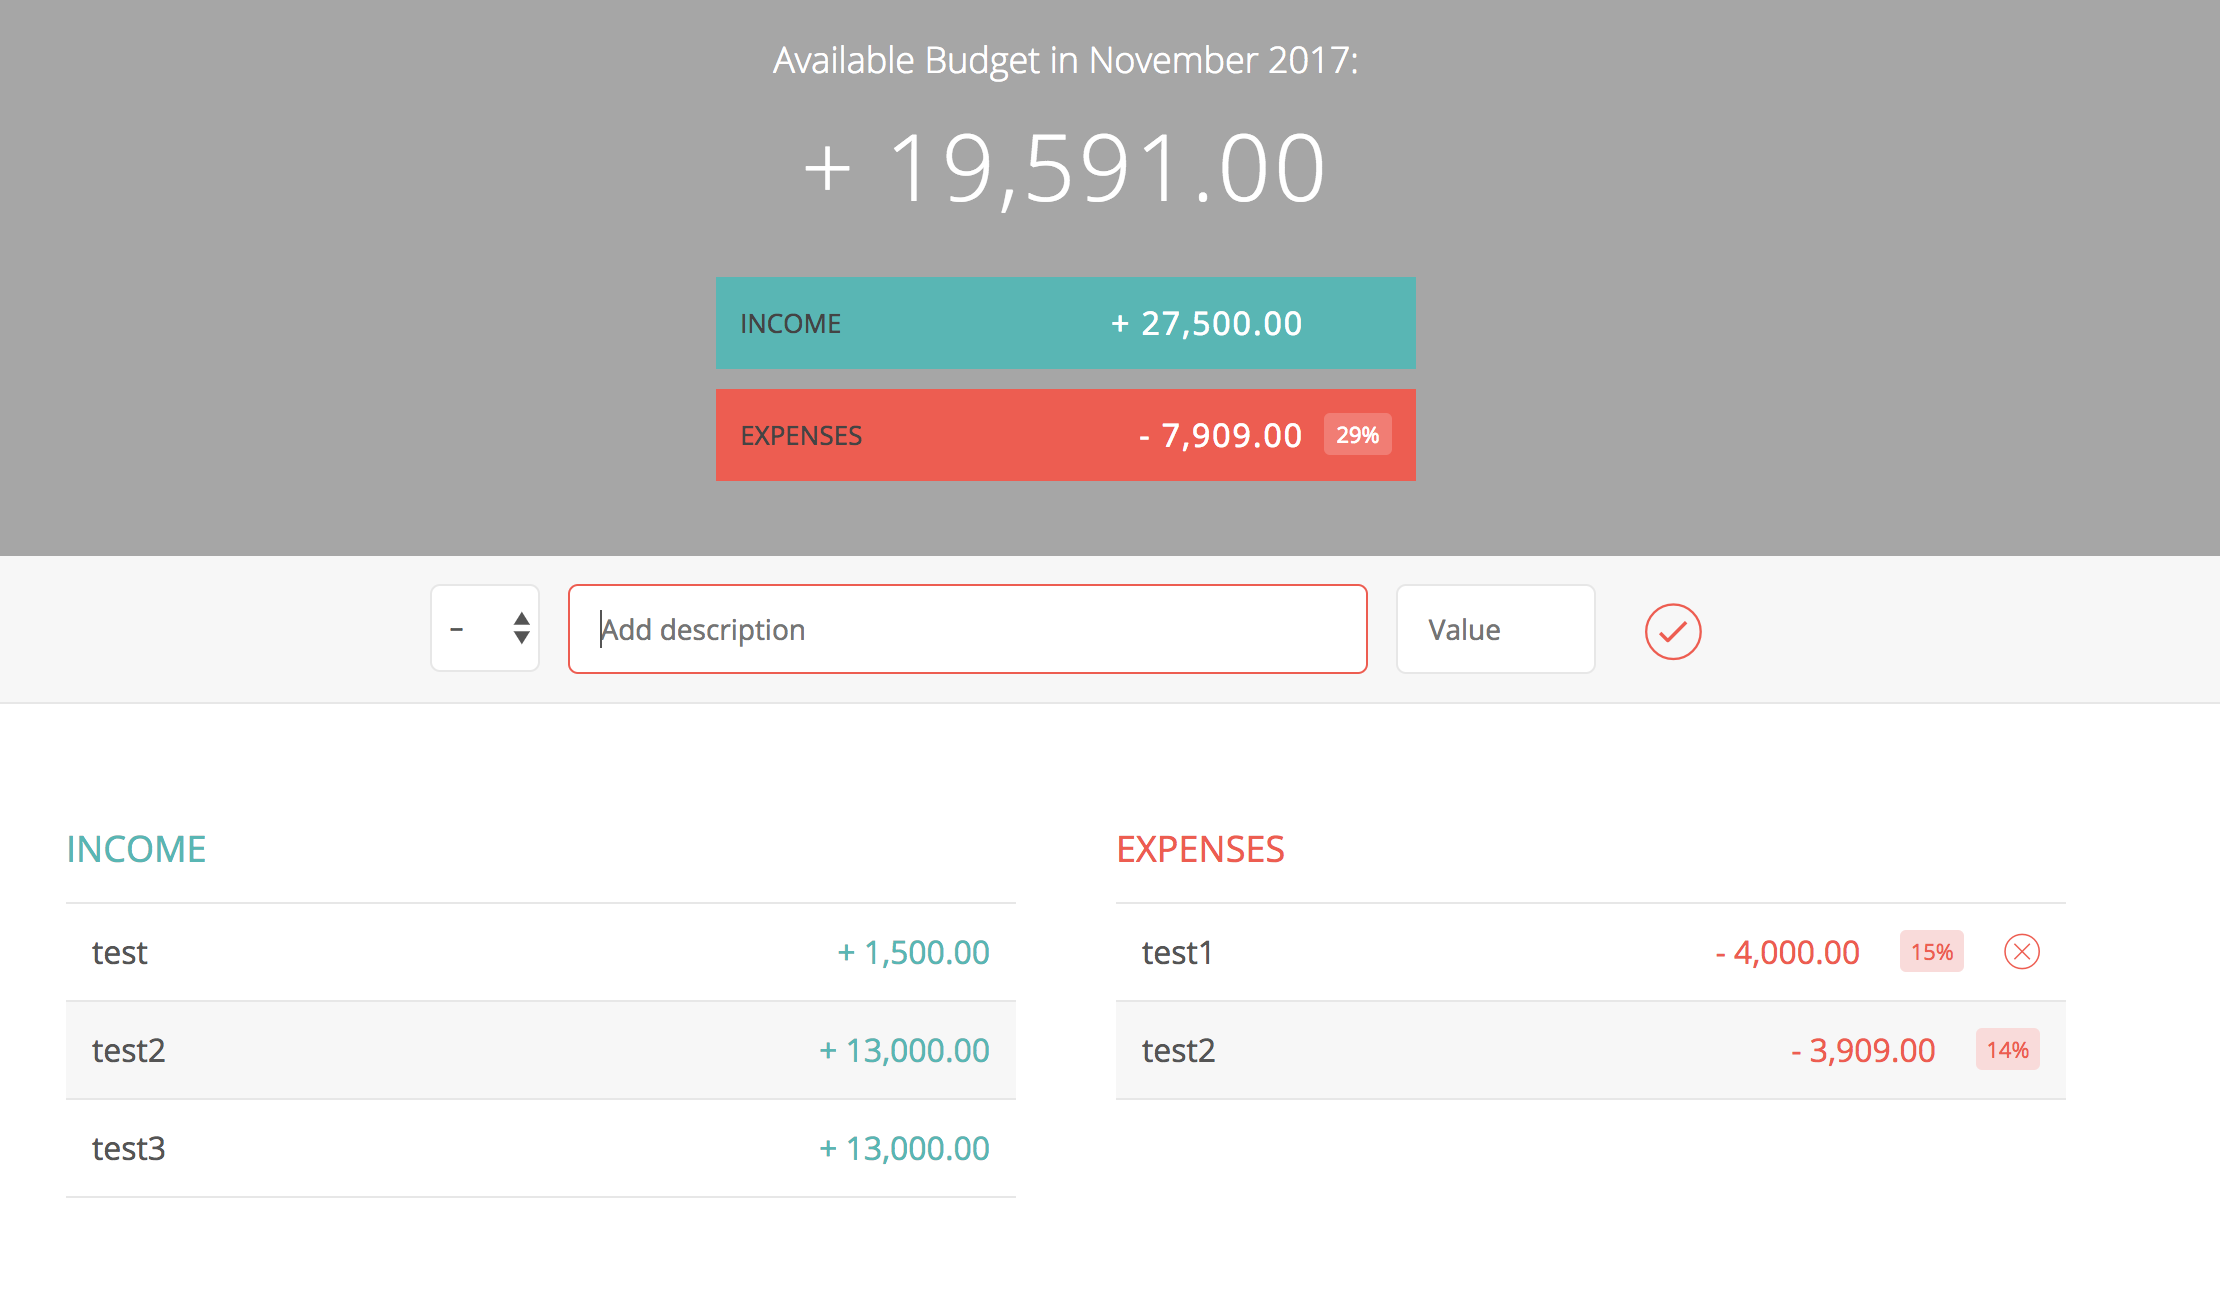 Available Budget in November 2017:
+ 19,591.00
INCOME + 27,500.00
EXPENSES - 7,909.00 29%
– Add description Value
INCOME
test + 1,500.00
test2 + 13,000.00
test3 + 13,000.00
EXPENSES
test1 - 4,000.00 15%
test2 - 3,909.00 14%